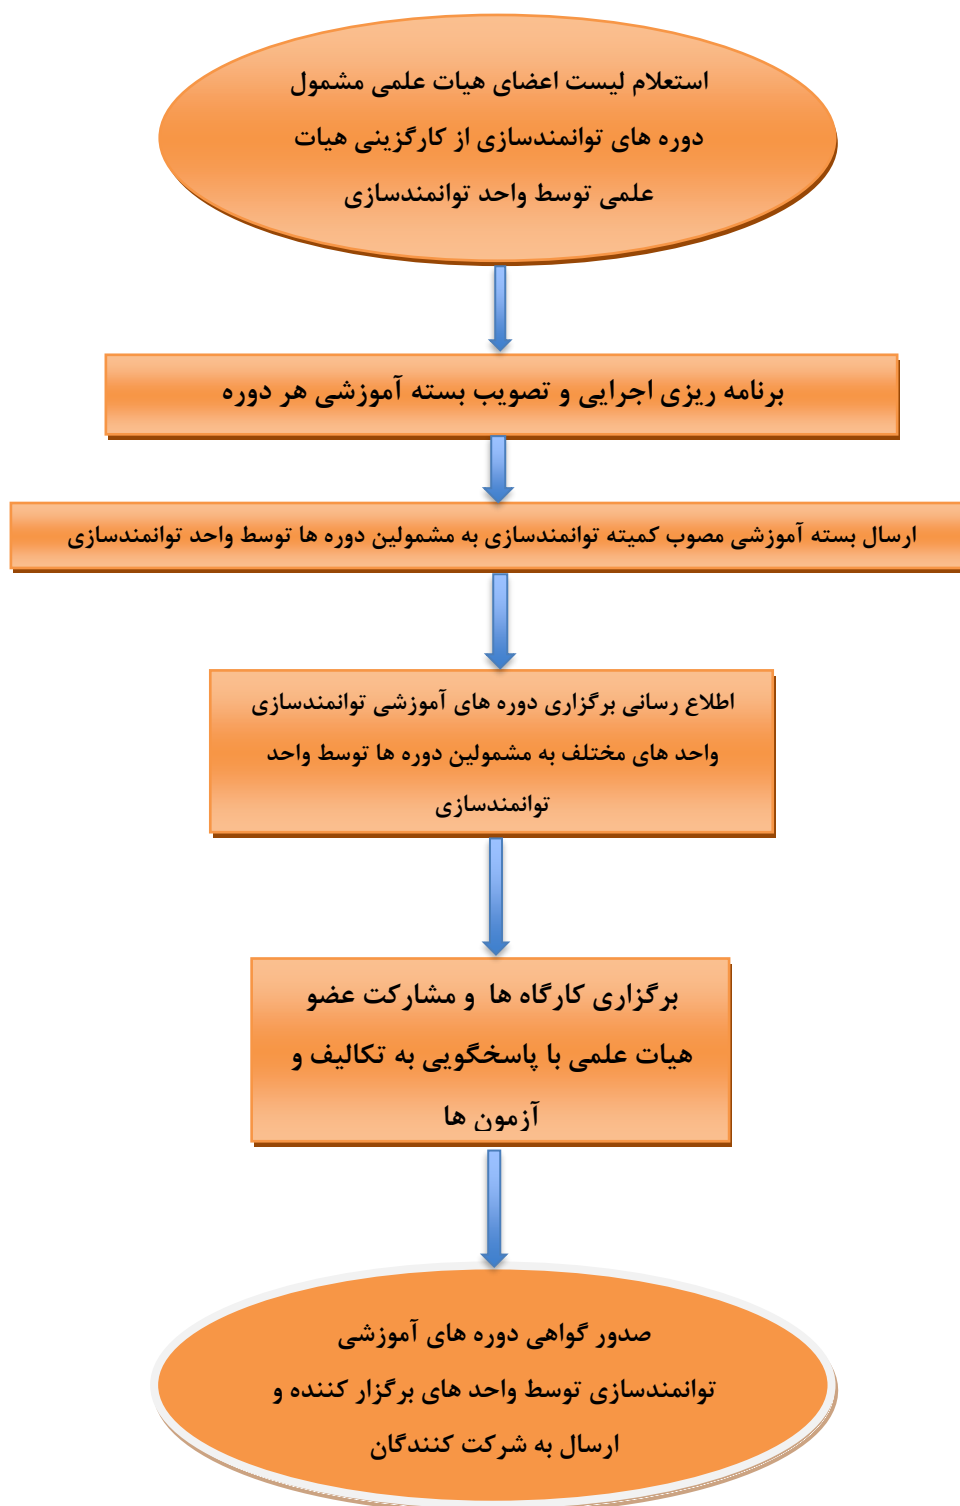 استعلام لیست اعضای هیات علمی مشمول
دوره های توانمندسازی از کارگزینی هیات
علمی توسط واحد توانمندسازی
برنامه ریزی اجرایی و تصویب بسته آموزشی هر دوره
ارسال بسته آموزشی مصوب کمیته توانمندسازی به مشمولین دوره ها توسط واحد توانمندسازی
اطلاع رسانی برگزاری دوره های آموزشی توانمندسازی
واحد های مختلف به مشمولین دوره ها توسط واحد
توانمندسازی
برگزاری کارگاه ها و مشارکت عضو
هیات علمی با پاسخگویی به تکالیف و
آزمون ها
صدور گواهی دوره های آموزشی
توانمندسازی توسط واحد های برگزار کننده و
ارسال به شرکت کنندگان